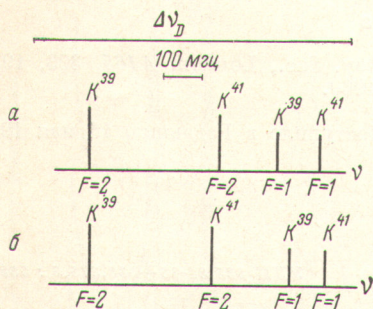 Δν_D
100 мгц
K³⁹ K⁴¹ K³⁹ K⁴¹
а
ν
F=2 F=2 F=1 F=1
K³⁹ K⁴¹ K³⁹ K⁴¹
б
ν
F=2 F=2 F=1 F=1